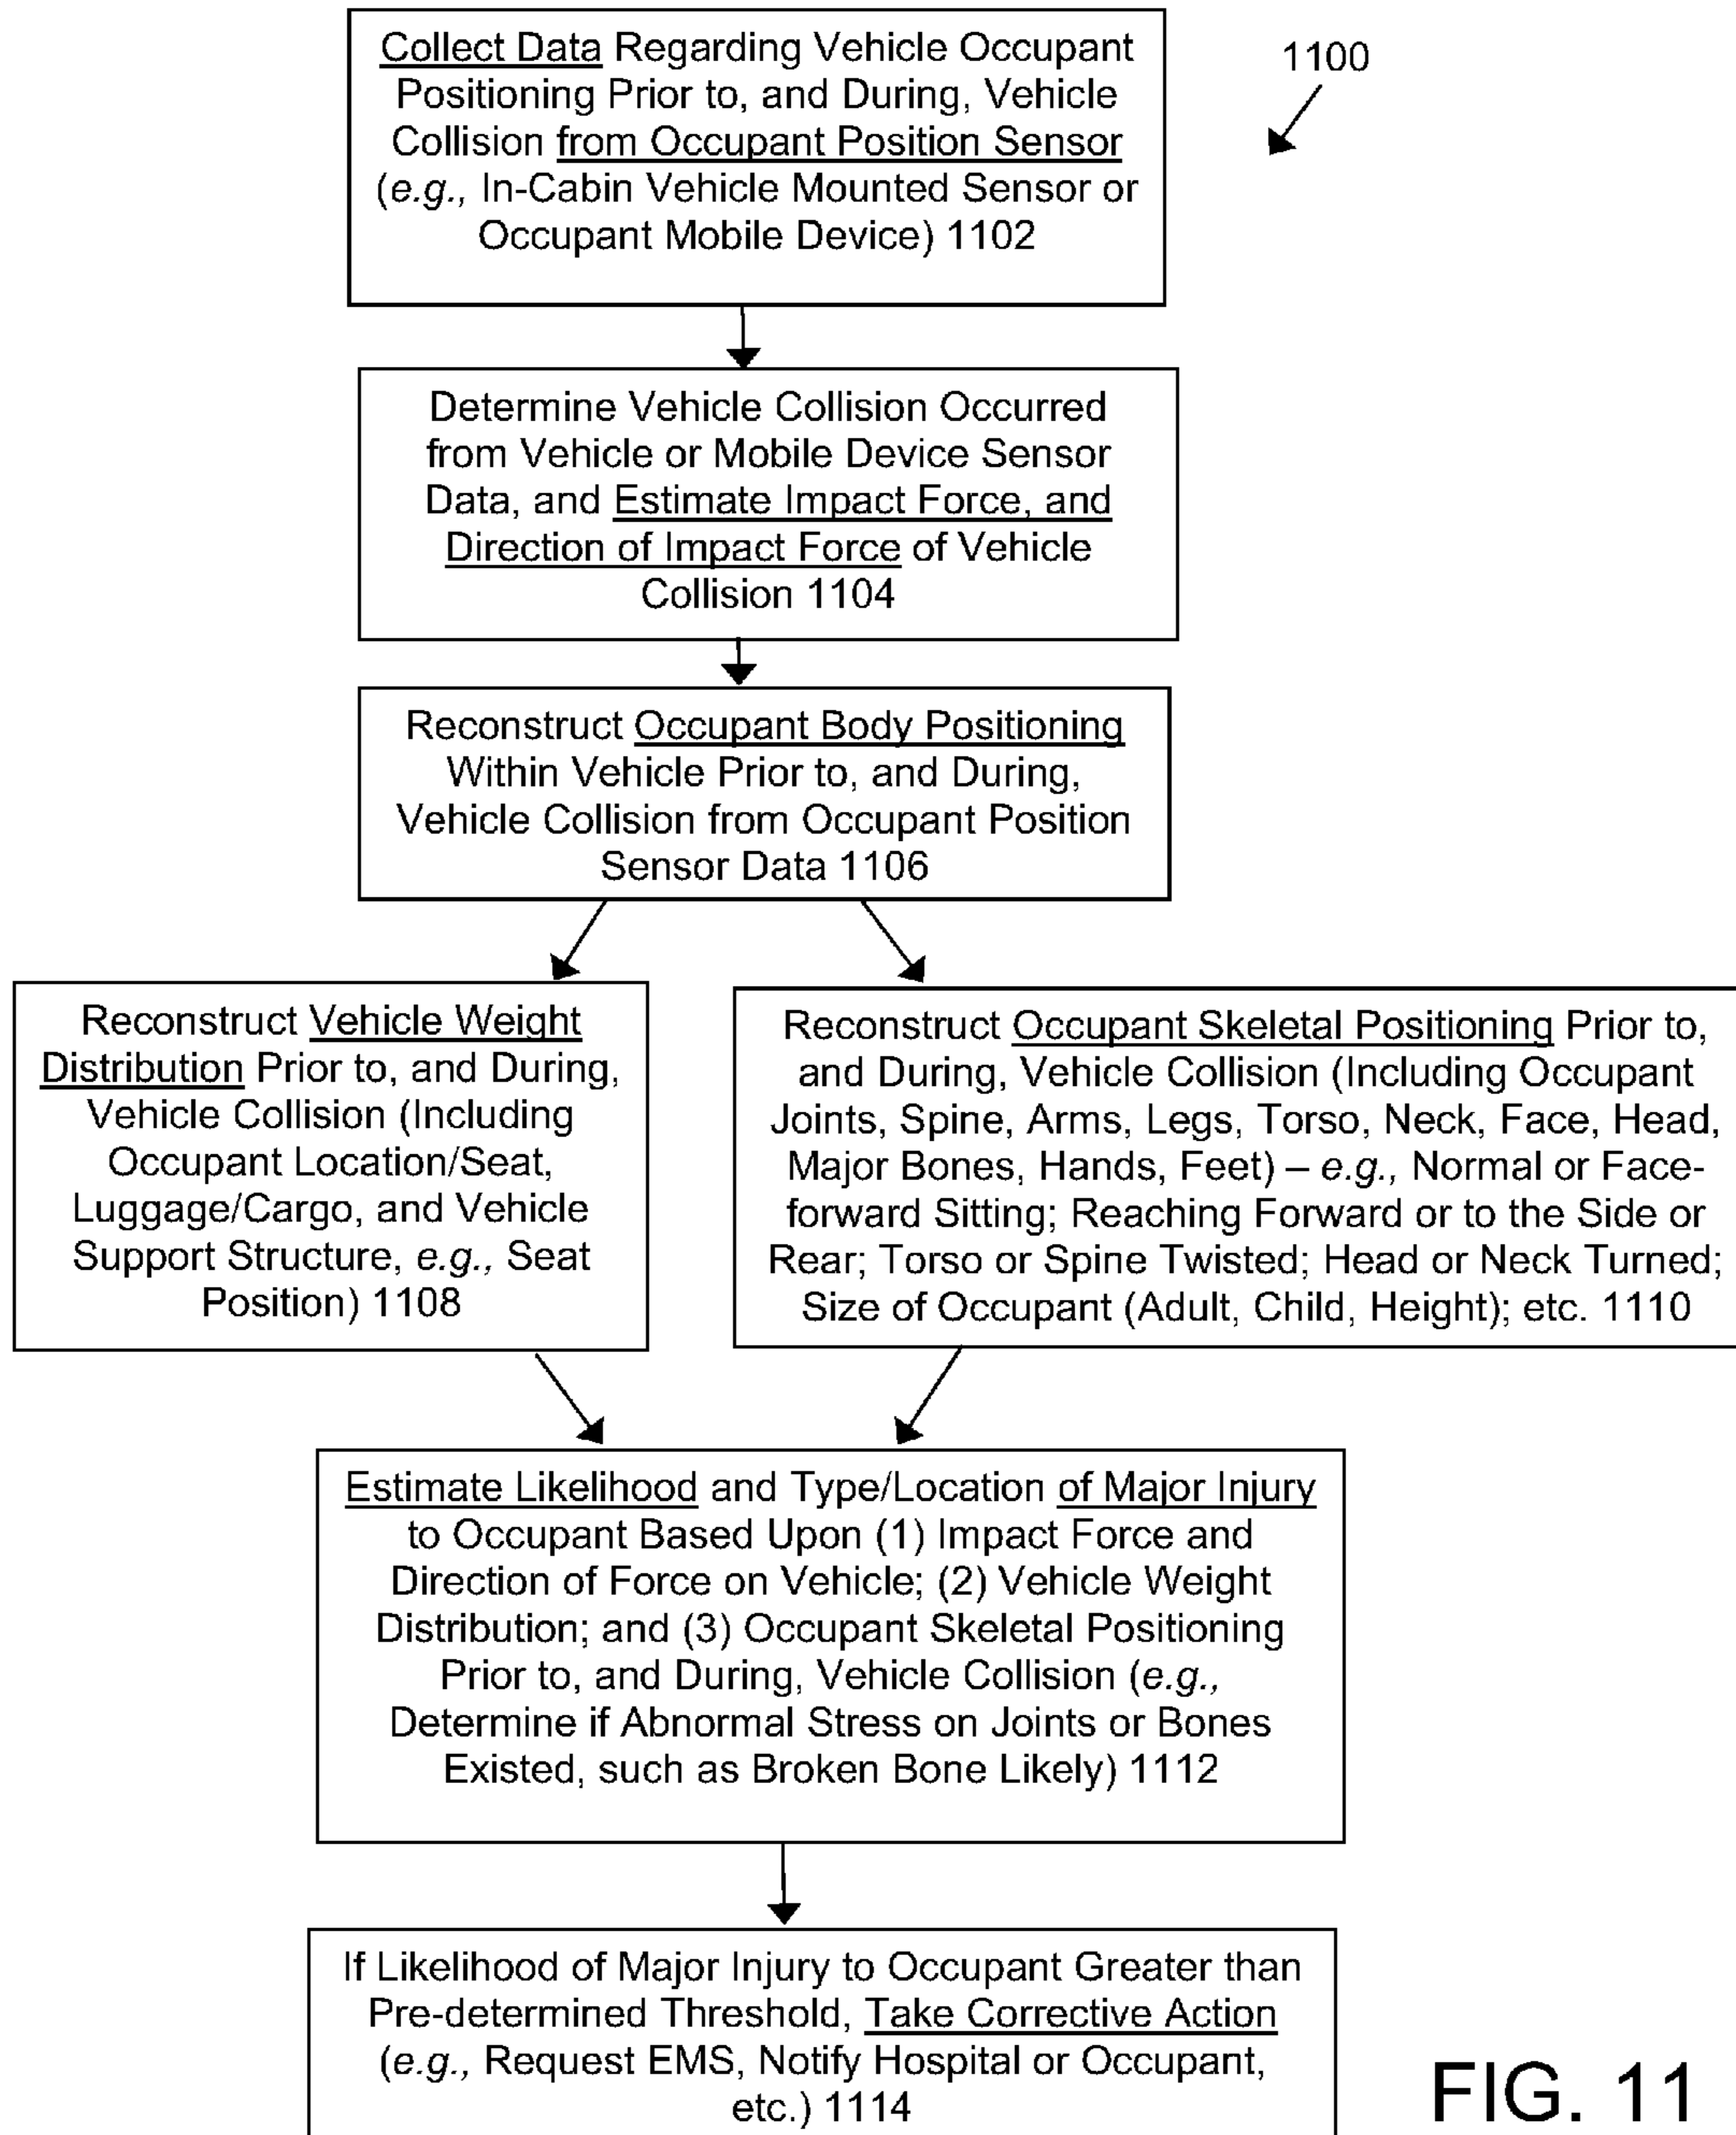 Collect Data Regarding Vehicle Occupant
Positioning Prior to, and During, Vehicle
Collision from Occupant Position Sensor
(e.g., In-Cabin Vehicle Mounted Sensor or
Occupant Mobile Device) 1102
1100
Determine Vehicle Collision Occurred
from Vehicle or Mobile Device Sensor
Data, and Estimate Impact Force, and
Direction of Impact Force of Vehicle
Collision 1104
Reconstruct Occupant Body Positioning
Within Vehicle Prior to, and During,
Vehicle Collision from Occupant Position
Sensor Data 1106
Reconstruct Vehicle Weight
Distribution Prior to, and During,
Vehicle Collision (Including
Occupant Location/Seat,
Luggage/Cargo, and Vehicle
Support Structure, e.g., Seat
Position) 1108
Reconstruct Occupant Skeletal Positioning Prior to,
and During, Vehicle Collision (Including Occupant
Joints, Spine, Arms, Legs, Torso, Neck, Face, Head,
Major Bones, Hands, Feet) – e.g., Normal or Face-
forward Sitting; Reaching Forward or to the Side or
Rear; Torso or Spine Twisted; Head or Neck Turned;
Size of Occupant (Adult, Child, Height); etc. 1110
Estimate Likelihood and Type/Location of Major Injury
to Occupant Based Upon (1) Impact Force and
Direction of Force on Vehicle; (2) Vehicle Weight
Distribution; and (3) Occupant Skeletal Positioning
Prior to, and During, Vehicle Collision (e.g.,
Determine if Abnormal Stress on Joints or Bones
Existed, such as Broken Bone Likely) 1112
If Likelihood of Major Injury to Occupant Greater than
Pre-determined Threshold, Take Corrective Action
(e.g., Request EMS, Notify Hospital or Occupant,
etc.) 1114
FIG. 11